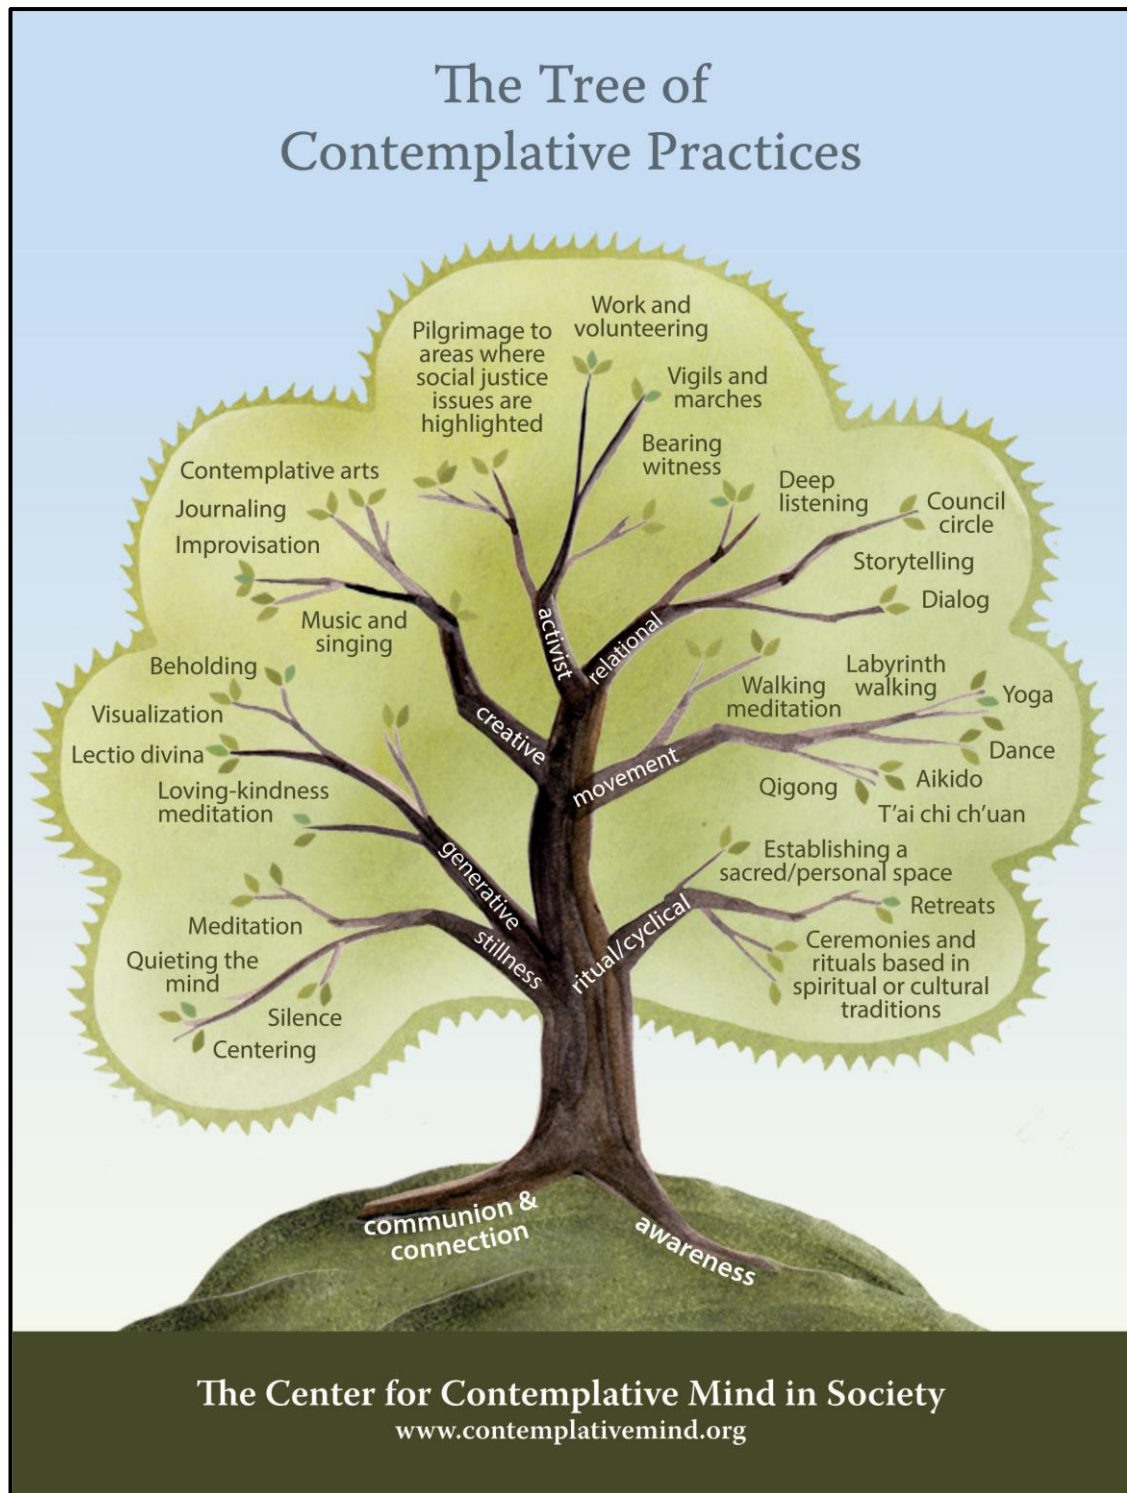 The Tree of
Contemplative Practices
Work and
volunteering
Pilgrimage to
areas where
social justice
issues are
highlighted
Vigils and
marches
Bearing
witness
Deep
listening
Council
circle
Storytelling
Dialog
Contemplative arts
Journaling
Improvisation
Music and
singing
activist
relational
creative
Beholding
Visualization
Lectio divina
Loving-kindness
meditation
generative
Walking
meditation
Labyrinth
walking
Yoga
Dance
Aikido
Qigong
T'ai chi ch'uan
movement
Meditation
Quieting the
mind
Silence
Centering
stillness
Establishing a
sacred/personal space
Retreats
Ceremonies and
rituals based in
spiritual or cultural
traditions
ritual/cyclical
communion &
connection
awareness
The Center for Contemplative Mind in Society
www.contemplativemind.org